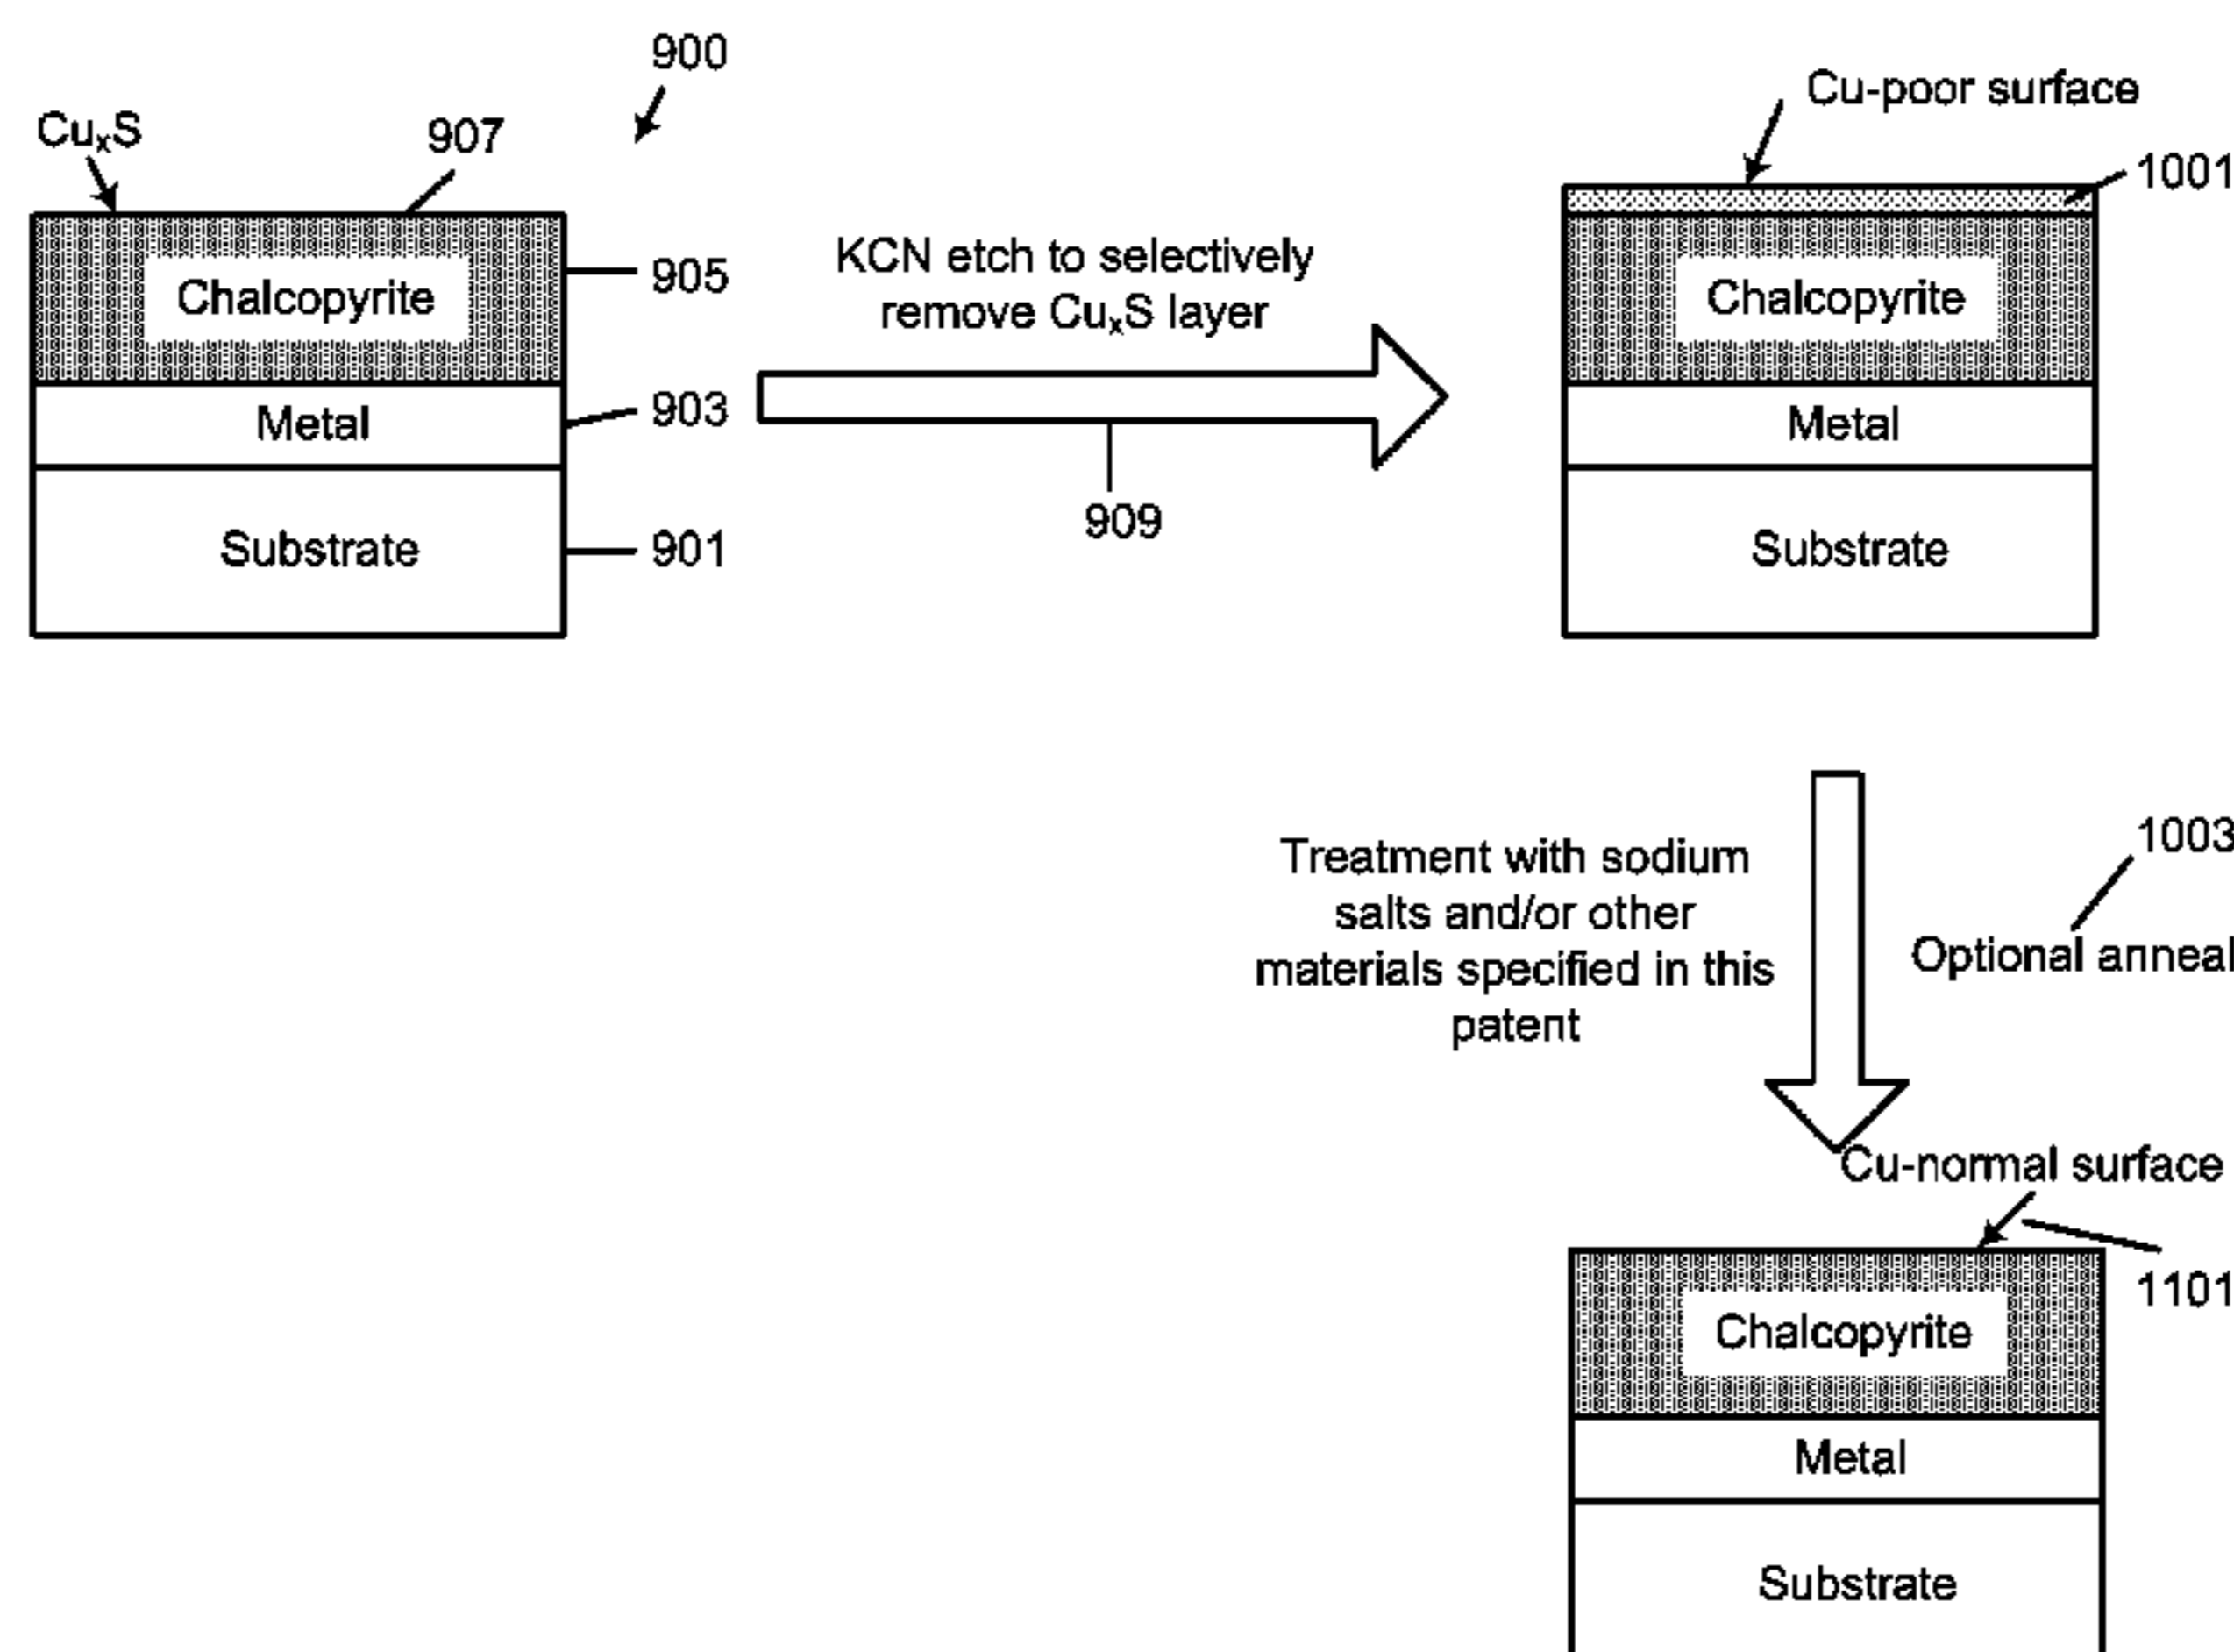 900
CuₓS
907
Chalcopyrite
905
Metal
903
Substrate
901
KCN etch to selectively
remove CuₓS layer
909
Cu-poor surface
1001
Chalcopyrite
Metal
Substrate
Treatment with sodium
salts and/or other
materials specified in this
patent
1003
Optional anneal
Cu-normal surface
1101
Chalcopyrite
Metal
Substrate